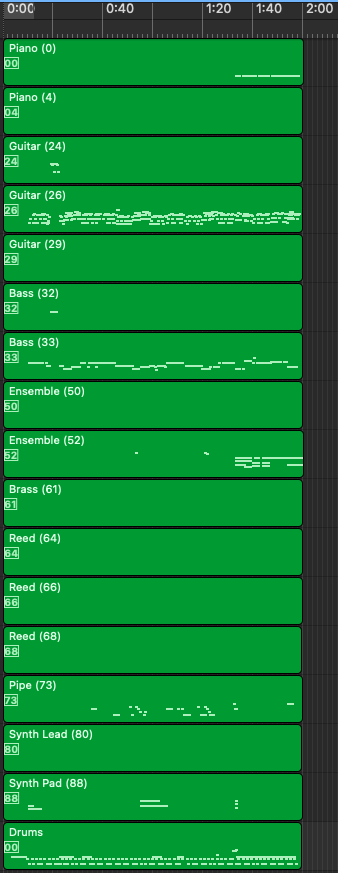 0:00 0:40 1:20 1:40 2:00
Piano (0)
00
Piano (4)
04
Guitar (24)
24
Guitar (26)
26
Guitar (29)
29
Bass (32)
32
Bass (33)
33
Ensemble (50)
50
Ensemble (52)
52
Brass (61)
61
Reed (64)
64
Reed (66)
66
Reed (68)
68
Pipe (73)
73
Synth Lead (80)
80
Synth Pad (88)
88
Drums
00